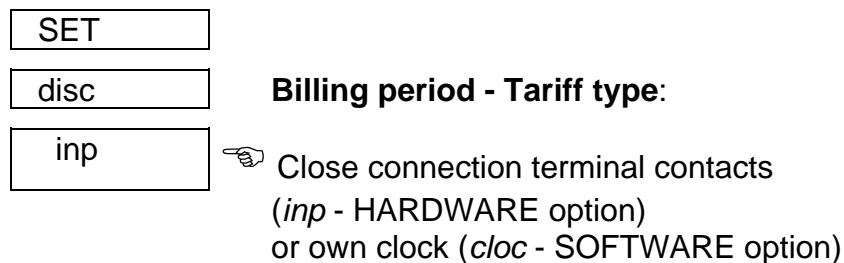 SET
disc
Billing period - Tariff type:
inp
Close connection terminal contacts
(inp - HARDWARE option)
or own clock (cloc - SOFTWARE option)